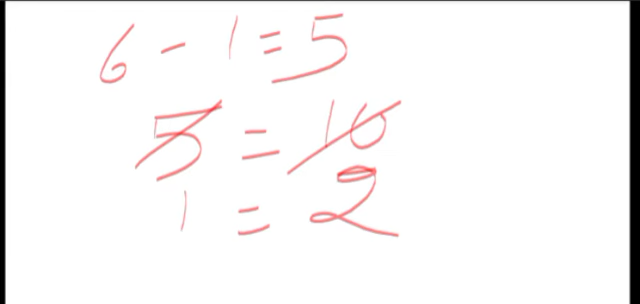 6 - 1 = 5
5 = 10
1 = 2